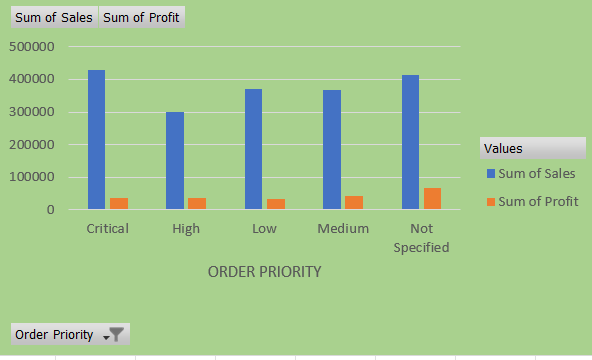 Sum of Sales Sum of Profit
500000
400000
300000
200000
100000
0
Critical High Low Medium Not
Specified
ORDER PRIORITY
Values
Sum of Sales
Sum of Profit
Order Priority